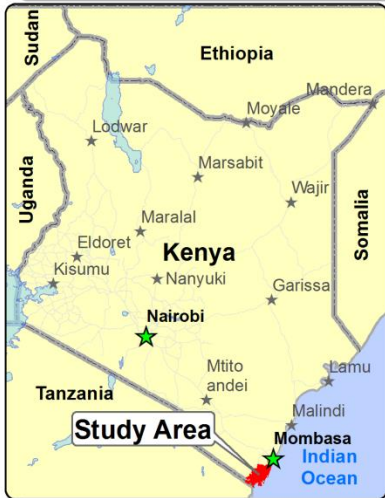 Sudan
Ethiopia
Mandera
Moyale
Lodwar
Marsabit
Uganda
Wajir
Somalia
Maralal
Eldoret
Kenya
Kisumu
Nanyuki
Garissa
Nairobi
Mtito
andei
Lamu
Tanzania
Malindi
Study Area
Mombasa
Indian
Ocean